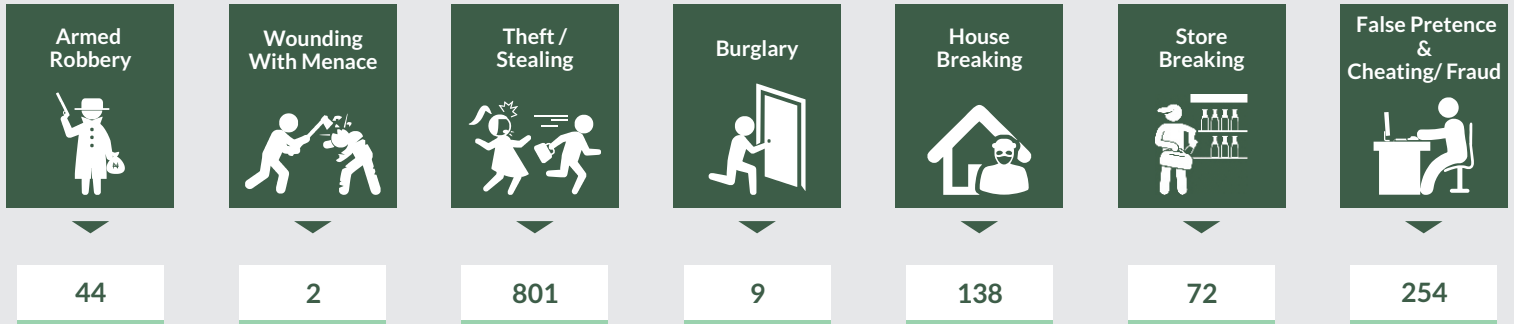 Armed
Robbery
Wounding
With Menace
Theft /
Stealing
Burglary
House
Breaking
Store
Breaking
False Pretence
&
Cheating/ Fraud
44
2
801
9
138
72
254